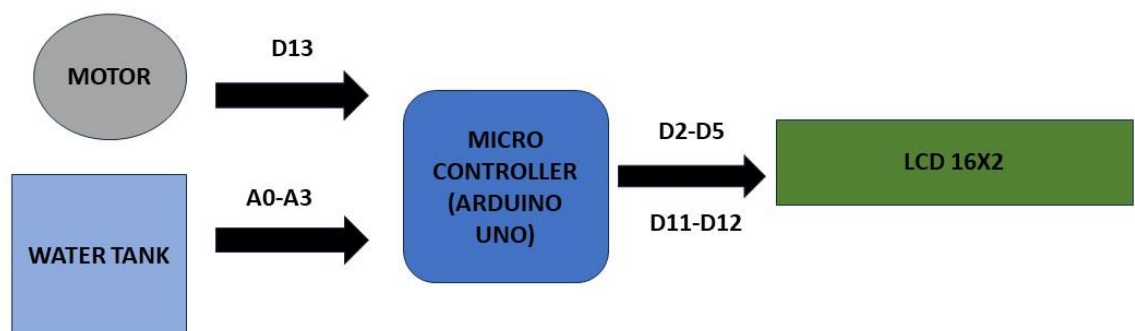 MOTOR
D13
WATER TANK
A0-A3
MICRO
CONTROLLER
(ARDUINO
UNO)
D2-D5
D11-D12
LCD 16X2